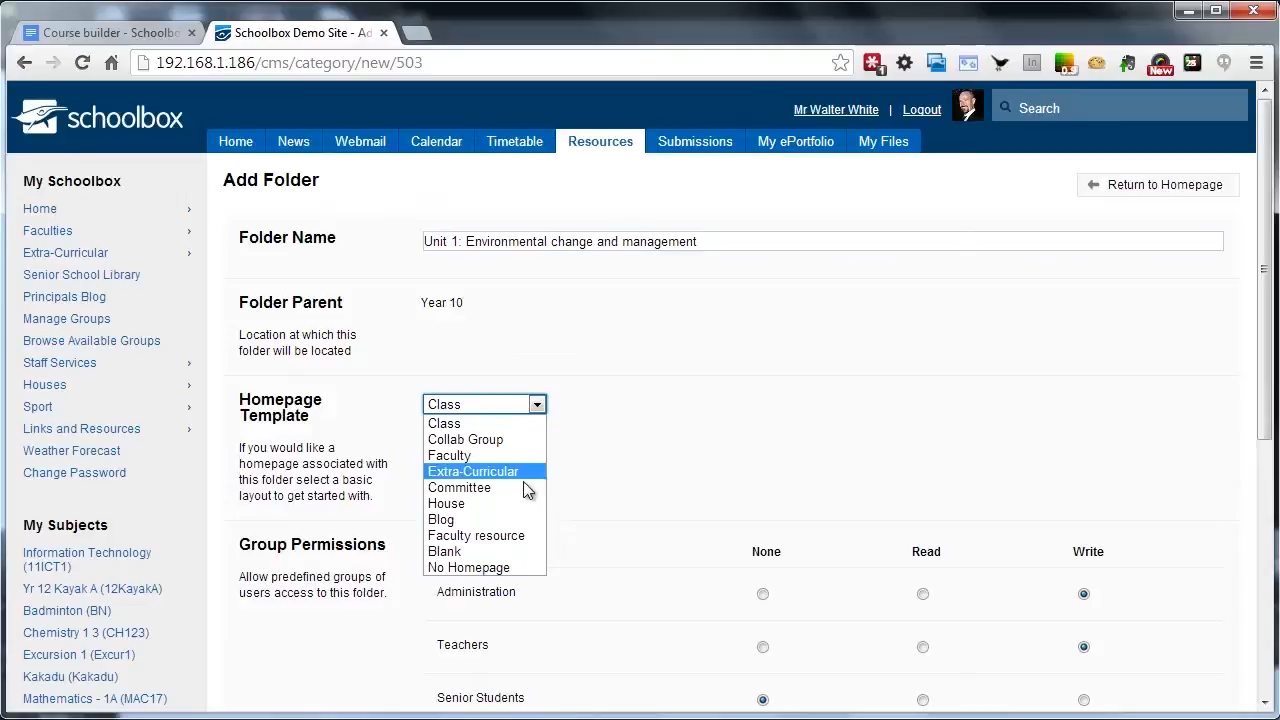 Course builder - Schoolbo
Schoolbox Demo Site - Ad
192.168.1.186/cms/category/new/503
1
0.9
New
schoolbox
Mr Walter White | Logout
Search
Home News Webmail Calendar Timetable Resources Submissions My ePortfolio My Files
My Schoolbox
Home
Faculties
Extra-Curricular
Senior School Library
Principals Blog
Manage Groups
Browse Available Groups
Staff Services
Houses
Sport
Links and Resources
Weather Forecast
Change Password
My Subjects
Information Technology
(11ICT1)
Yr 12 Kayak A (12KayakA)
Badminton (BN)
Chemistry 1 3 (CH123)
Excursion 1 (Excur1)
Kakadu (Kakadu)
Mathematics - 1A (MAC17)
Add Folder
Return to Homepage
Folder Name
Unit 1: Environmental change and management
Folder Parent
Year 10
Location at which this
folder will be located
Homepage
Template
If you would like a
homepage associated with
this folder select a basic
layout to get started with.
Class
Class
Collab Group
Faculty
Extra-Curricular
Committee
House
Blog
Faculty resource
Blank
No Homepage
Group Permissions
Allow predefined groups of
users access to this folder.
None Read Write
Administration
Teachers
Senior Students